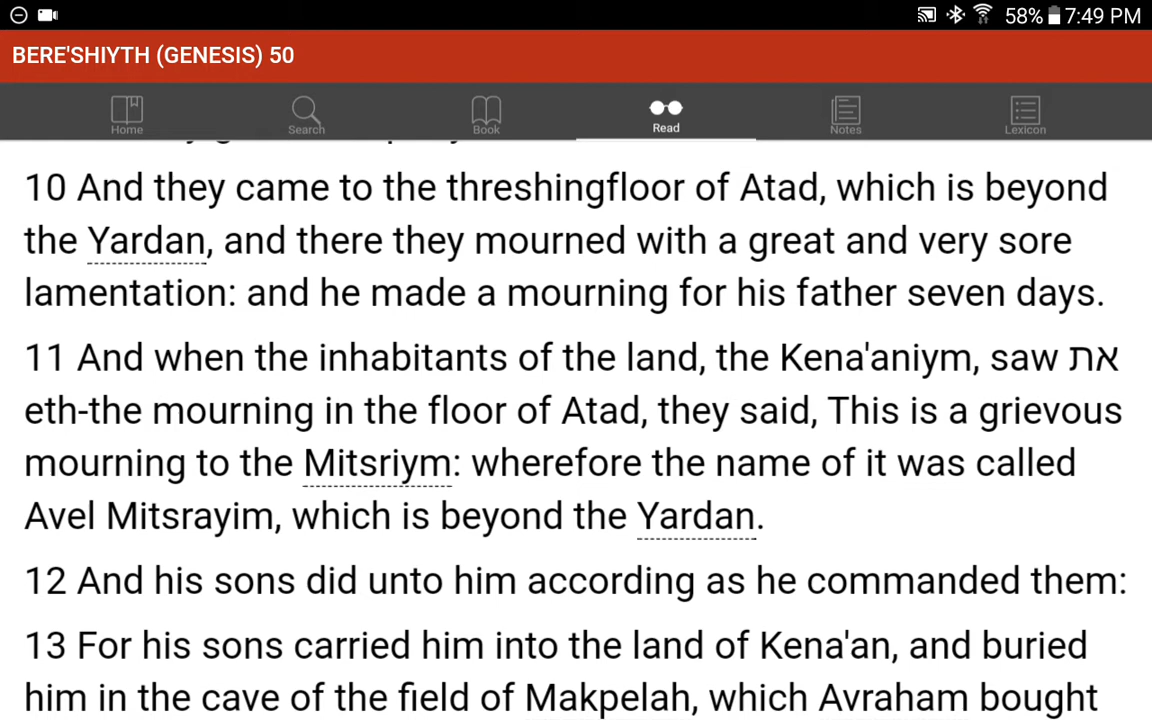 58% 7:49 PM
BERE'SHIYTH (GENESIS) 50
Home Search Book Read Notes Lexicon
10 And they came to the threshingfloor of Atad, which is beyond
the Yardan, and there they mourned with a great and very sore
lamentation: and he made a mourning for his father seven days.
11 And when the inhabitants of the land, the Kena'aniym, saw את
eth-the mourning in the floor of Atad, they said, This is a grievous
mourning to the Mitsriym: wherefore the name of it was called
Avel Mitsrayim, which is beyond the Yardan.
12 And his sons did unto him according as he commanded them:
13 For his sons carried him into the land of Kena'an, and buried
him in the cave of the field of Makpelah, which Avraham bought